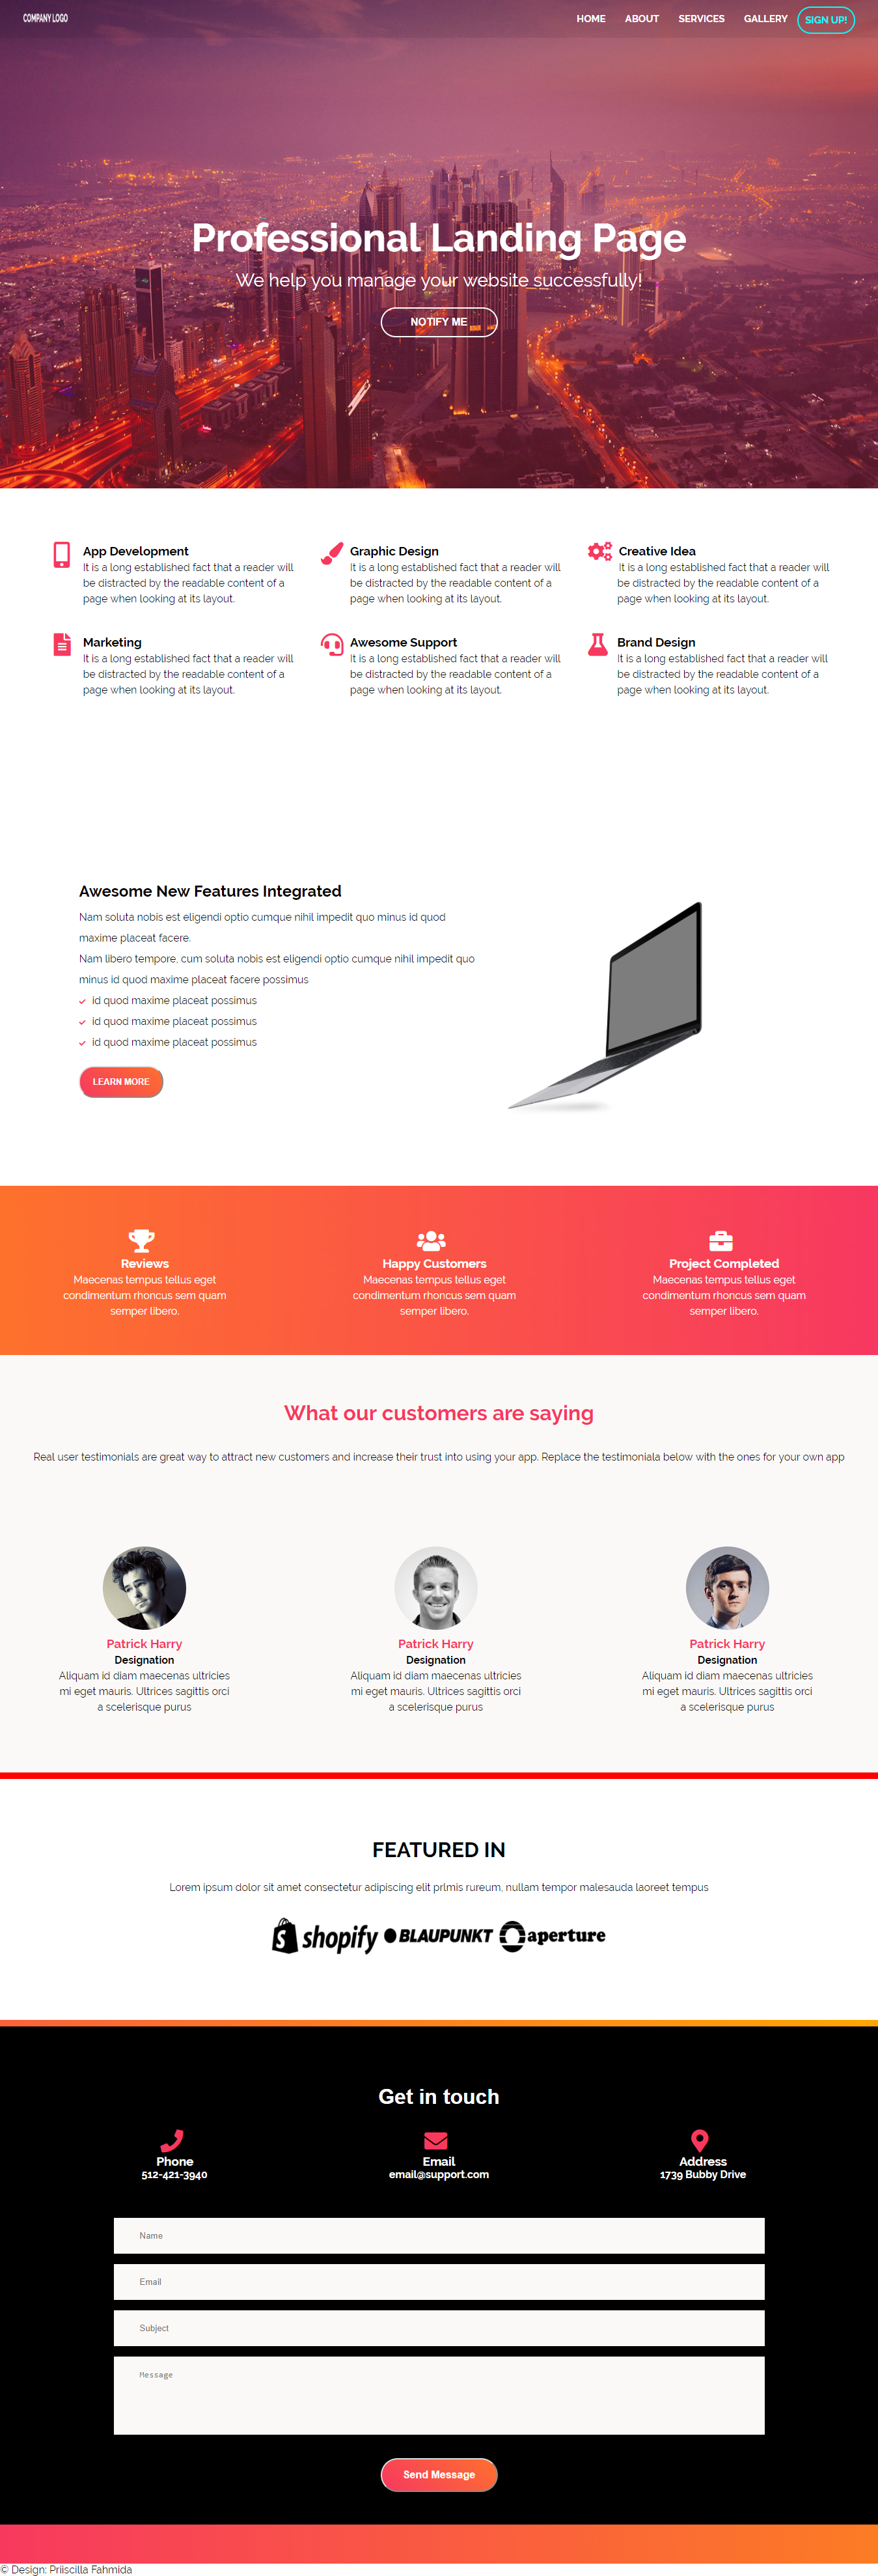 COMPANY LOGO
HOME ABOUT SERVICES GALLERY SIGN UP!
Professional Landing Page
We help you manage your website successfully!
NOTIFY ME
App Development
It is a long established fact that a reader will
be distracted by the readable content of a
page when looking at its layout.
Graphic Design
It is a long established fact that a reader will
be distracted by the readable content of a
page when looking at its layout.
Creative Idea
It is a long established fact that a reader will
be distracted by the readable content of a
page when looking at its layout.
Marketing
It is a long established fact that a reader will
be distracted by the readable content of a
page when looking at its layout.
Awesome Support
It is a long established fact that a reader will
be distracted by the readable content of a
page when looking at its layout.
Brand Design
It is a long established fact that a reader will
be distracted by the readable content of a
page when looking at its layout.
Awesome New Features Integrated
Nam soluta nobis est eligendi optio cumque nihil impedit quo minus id quod
maxime placeat facere.
Nam libero tempore, cum soluta nobis est eligendi optio cumque nihil impedit quo
minus id quod maxime placeat facere possimus
id quod maxime placeat possimus
id quod maxime placeat possimus
id quod maxime placeat possimus
LEARN MORE
Reviews
Maecenas tempus tellus eget
condimentum rhoncus sem quam
semper libero.
Happy Customers
Maecenas tempus tellus eget
condimentum rhoncus sem quam
semper libero.
Project Completed
Maecenas tempus tellus eget
condimentum rhoncus sem quam
semper libero.
What our customers are saying
Real user testimonials are great way to attract new customers and increase their trust into using your app. Replace the testimoniala below with the ones for your own app
Patrick Harry
Designation
Aliquam id diam maecenas ultricies
mi eget mauris. Ultrices sagittis orci
a scelerisque purus
Patrick Harry
Designation
Aliquam id diam maecenas ultricies
mi eget mauris. Ultrices sagittis orci
a scelerisque purus
Patrick Harry
Designation
Aliquam id diam maecenas ultricies
mi eget mauris. Ultrices sagittis orci
a scelerisque purus
FEATURED IN
Lorem ipsum dolor sit amet consectetur adipiscing elit prlmis rureum, nullam tempor malesauda laoreet tempus
shopify BLAUPUNKT aperture
Get in touch
Phone
512-421-3940
Email
email@support.com
Address
1739 Bubby Drive
Name
Email
Subject
Message
Send Message
© Design: Priiscilla Fahmida